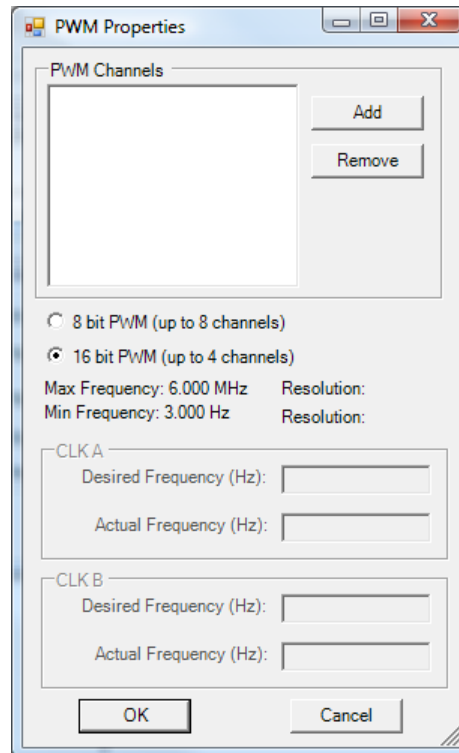 PWM Properties
PWM Channels
Add
Remove
8 bit PWM (up to 8 channels)
16 bit PWM (up to 4 channels)
Max Frequency: 6.000 MHz Resolution:
Min Frequency: 3.000 Hz Resolution:
CLK A
Desired Frequency (Hz):
Actual Frequency (Hz):
CLK B
Desired Frequency (Hz):
Actual Frequency (Hz):
OK Cancel